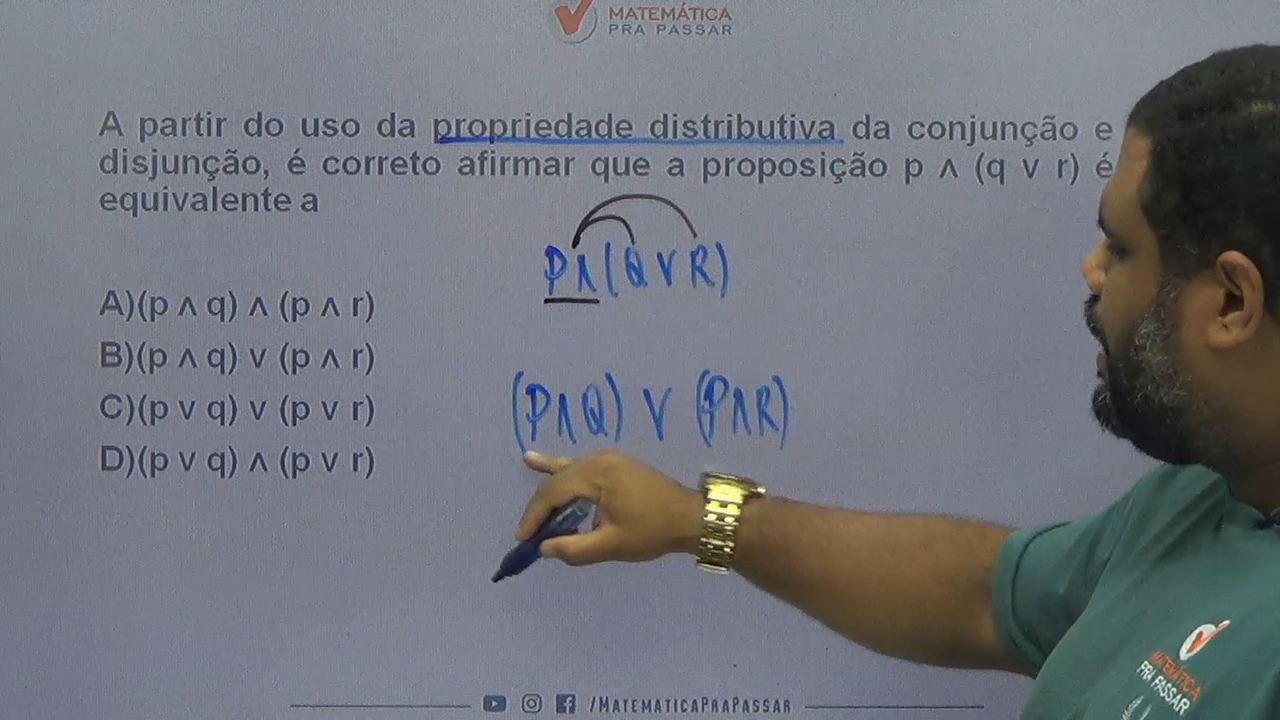 MATEMÁTICA
PRA PASSAR
A partir do uso da propriedade distributiva da conjunção e
disjunção, é correto afirmar que a proposição p ∧ (q v r) é
equivalente a
P∧(Q V R)
A)(p ∧ q) ∧ (p ∧ r)
B)(p ∧ q) v (p ∧ r)
(P∧Q) V (P∧R)
C)(p v q) v (p v r)
D)(p v q) ∧ (p v r)
MATEMÁTICA
PRA PASSAR
/MATEMATICAPRAPASSAR